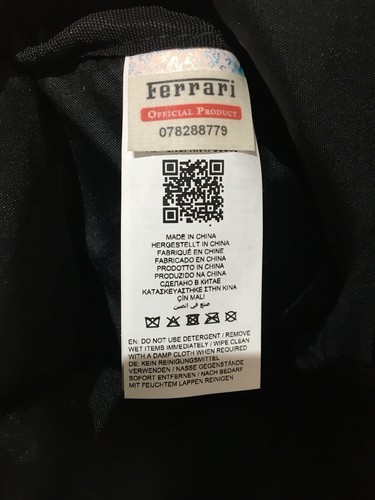 Ferrari
OFFICIAL PRODUCT
078288779
MADE IN CHINA
HERGESTELLT IN CHINA
FABRIQUÉ EN CHINE
FABRICADO EN CHINA
PRODOTTO IN CHINA
PRODUZIDO NA CHINA
СДЕЛАНО В КИТАЕ
ΚΑΤΑΣΚΕΥΑΣΤΗΚΕ ΣΤΗΝ ΚΙΝΑ
ÇİN MALI
صنع في الصين
EN: DO NOT USE DETERGENT / REMOVE
WET ITEMS IMMEDIATELY / WIPE CLEAN
WITH A DAMP CLOTH WHEN REQUIRED
DE: KEIN REINIGUNGSMITTEL
VERWENDEN / NASSE GEGENSTÄNDE
SOFORT ENTFERNEN / NACH BEDARF
MIT FEUCHTEM LAPPEN REINIGEN